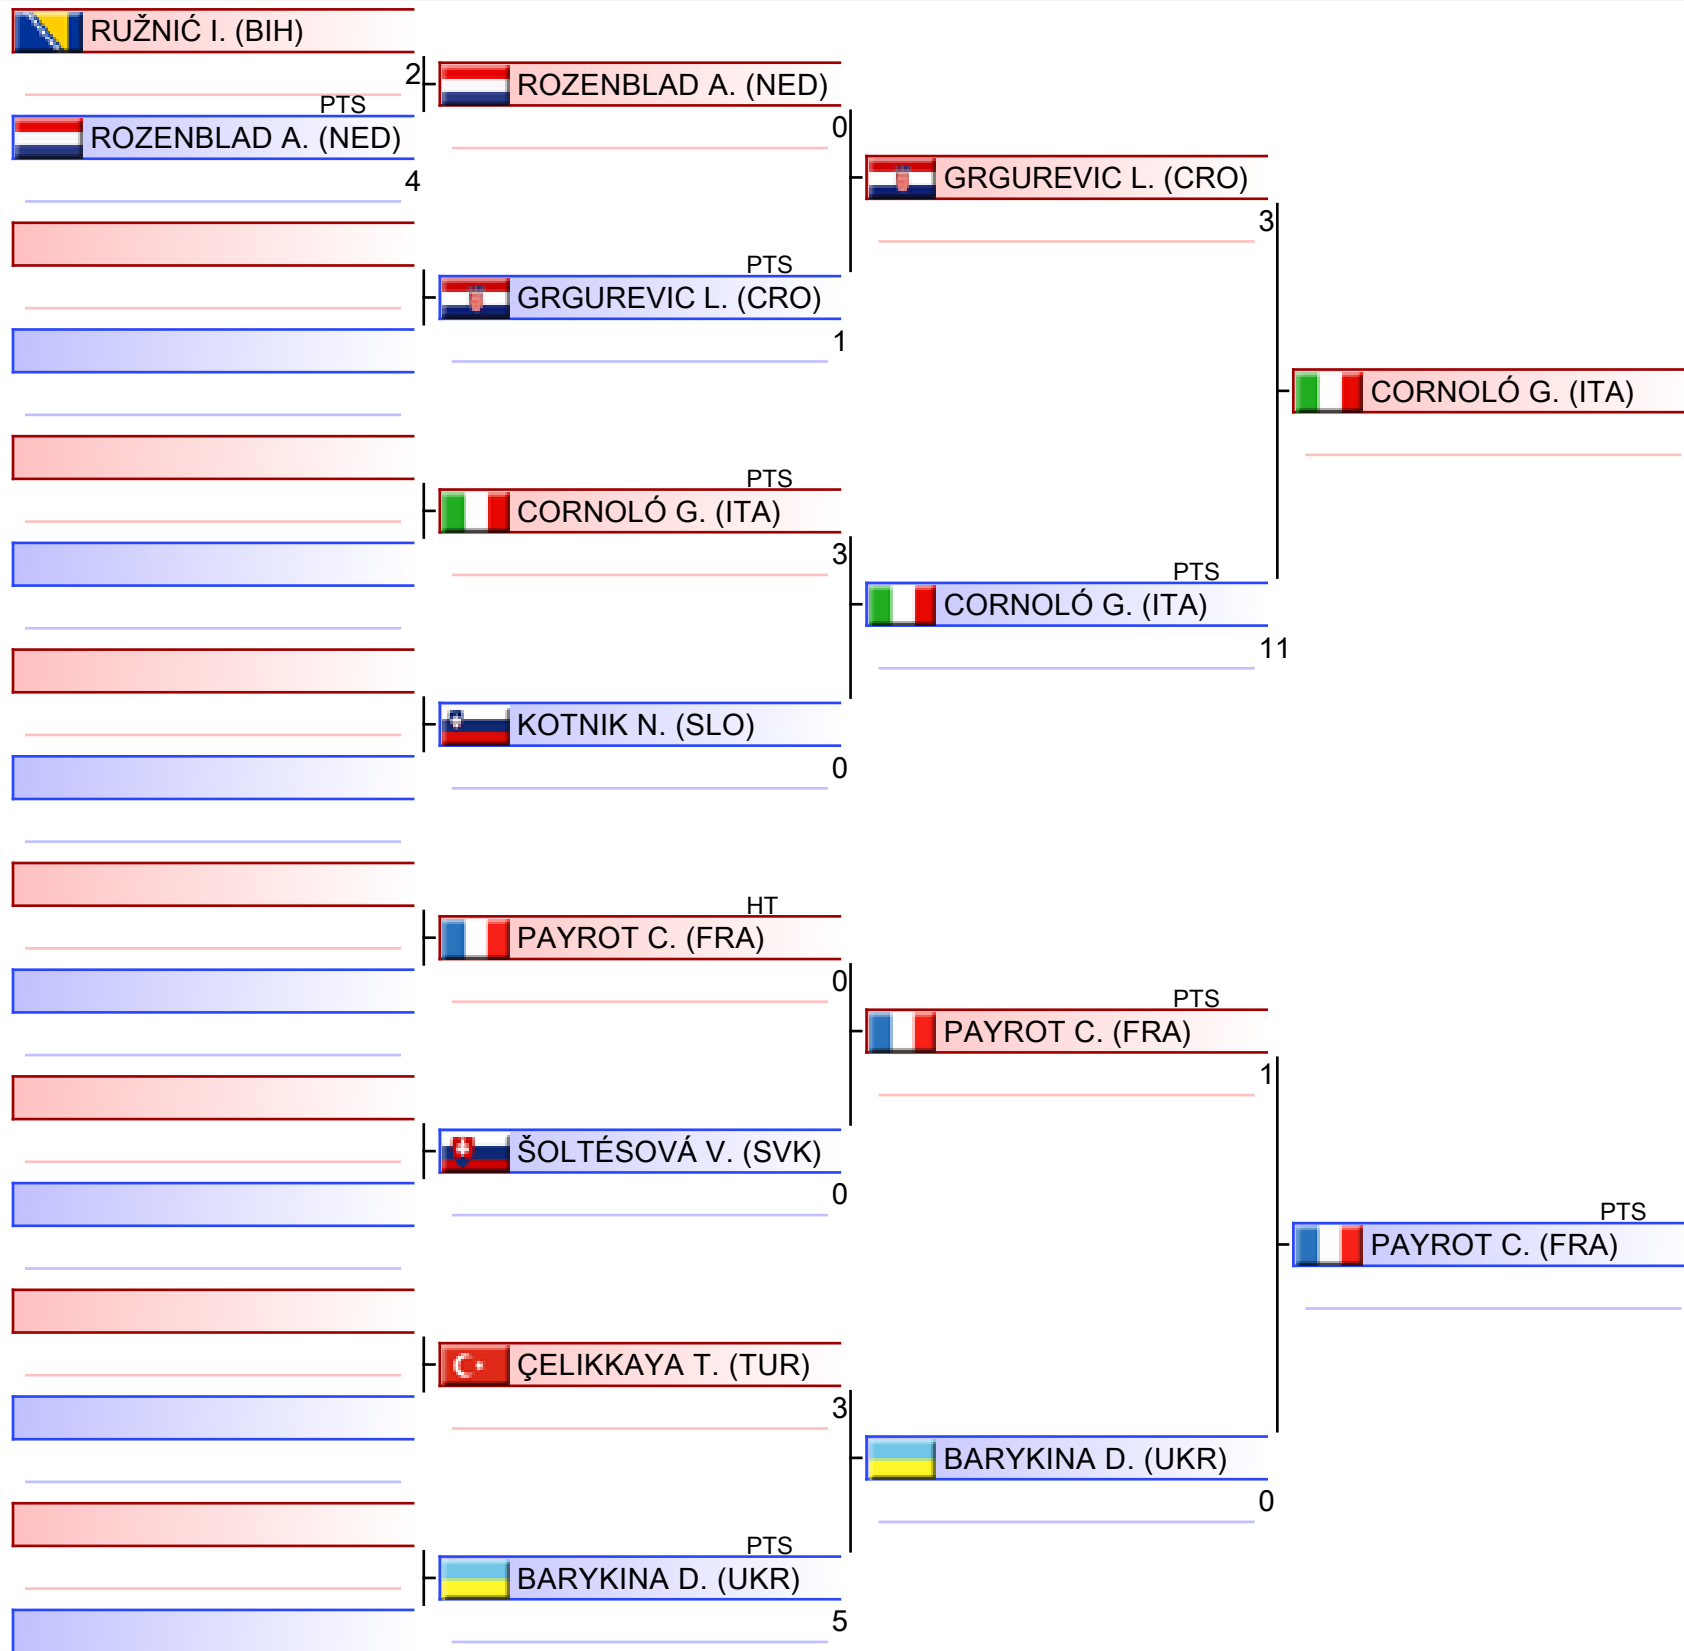 RUŽNIĆ I. (BIH)
2
PTS
ROZENBLAD A. (NED)
4
ROZENBLAD A. (NED)
0
PTS
GRGUREVIC L. (CRO)
1
PTS
CORNOLÓ G. (ITA)
3
KOTNIK N. (SLO)
0
HT
PAYROT C. (FRA)
0
ŠOLTÉSOVÁ V. (SVK)
0
ÇELIKKAYA T. (TUR)
3
PTS
BARYKINA D. (UKR)
5
GRGUREVIC L. (CRO)
3
PTS
CORNOLÓ G. (ITA)
11
PTS
PAYROT C. (FRA)
1
BARYKINA D. (UKR)
0
CORNOLÓ G. (ITA)
PTS
PAYROT C. (FRA)